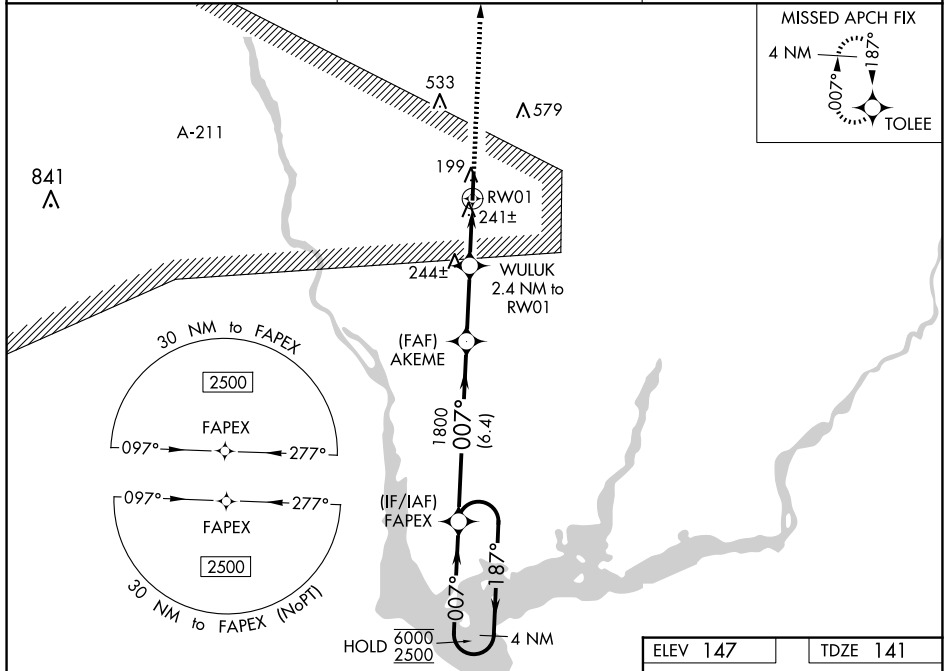 MISSED APCH FIX
4 NM
187°
007°
TOLEE
533
579
A-211
841
199
RW01
241±
244±
WULUK
2.4 NM to
RW01
(FAF)
AKEME
30 NM to FAPEX
2500
FAPEX
097°
277°
1800
007°
(6.4)
097°
277°
FAPEX
2500
30 NM to FAPEX (NoPT)
(IF/IAF)
FAPEX
007°
187°
HOLD 6000
2500
4 NM
ELEV 147
TDZE 141